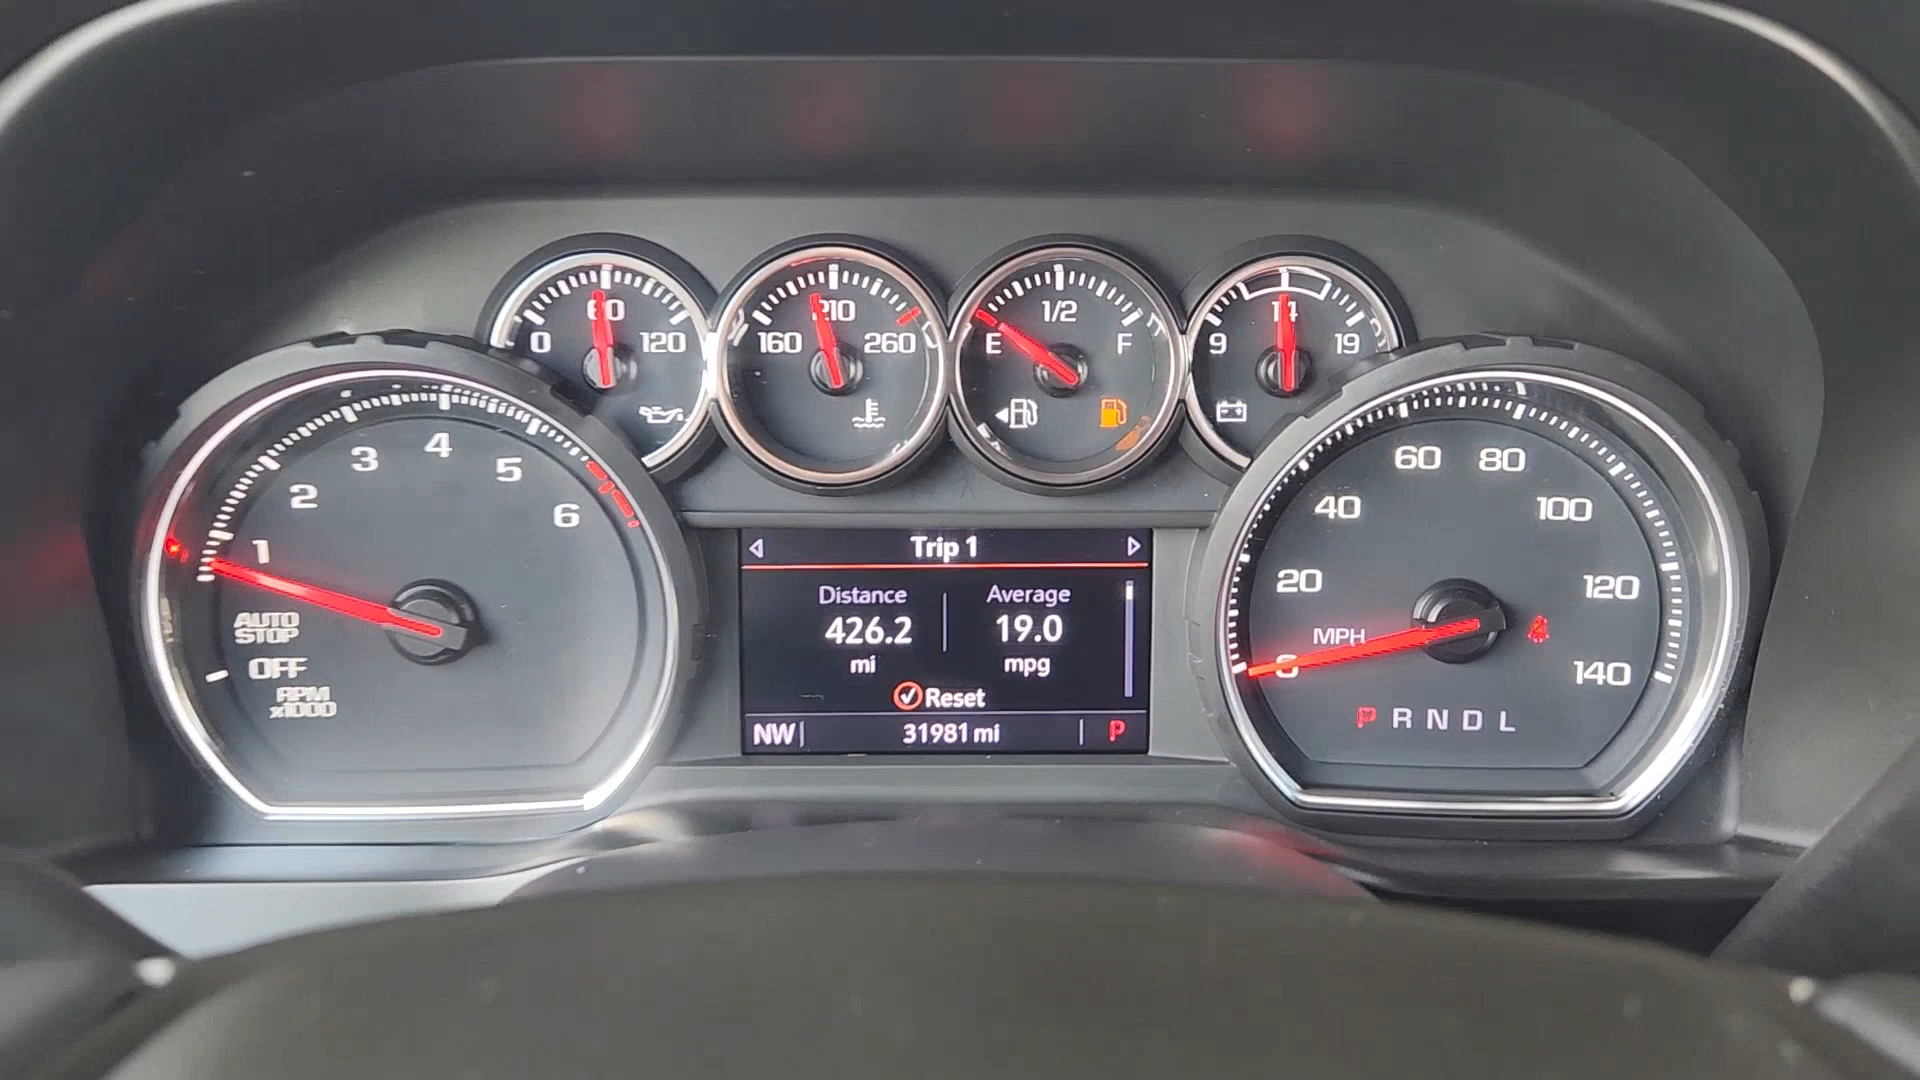 0 60 120
160 210 260
E 1/2 F
9 14 19
1 2 3 4 5 6
AUTO
STOP
OFF
RPM
x1000
Trip 1
Distance Average
426.2 19.0
mi mpg
Reset
NW 31981 mi P
0 20 40 60 80 100 120 140
MPH
P R N D L